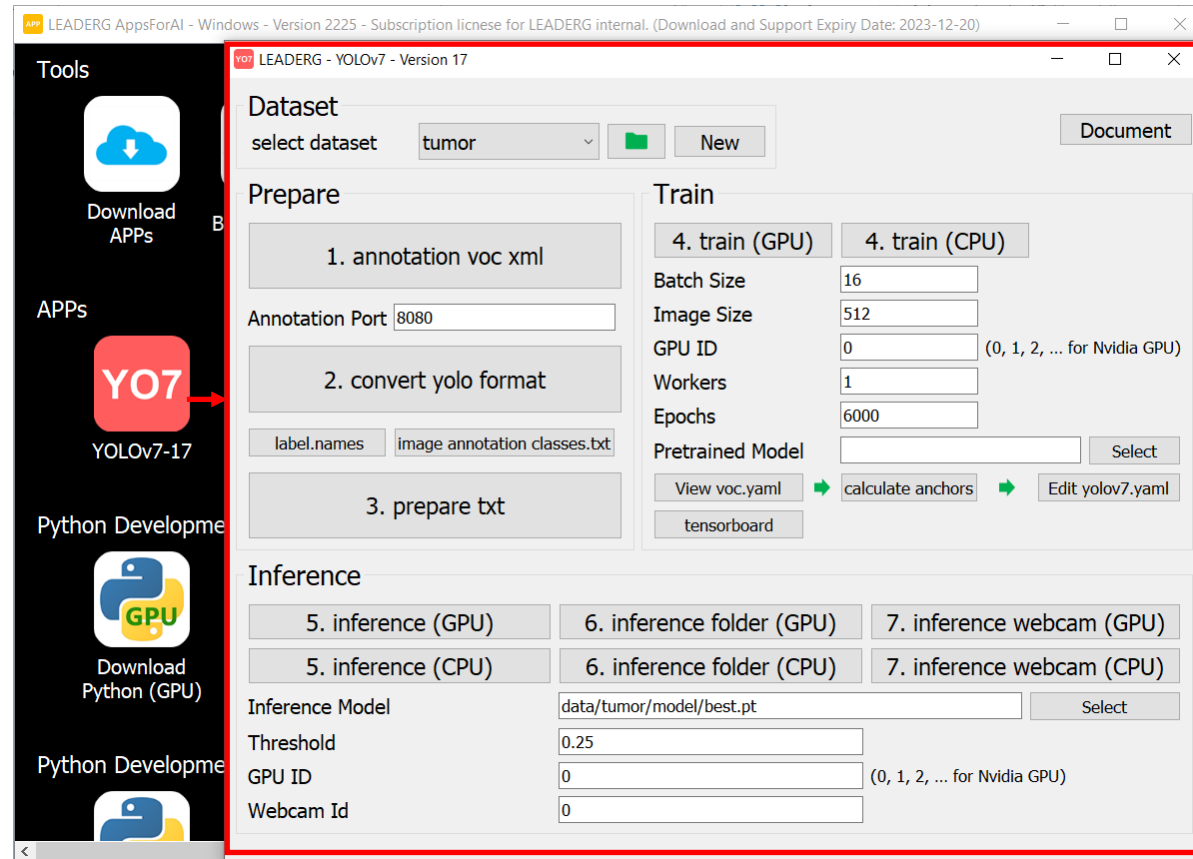 APP LEADERG AppsForAI - Windows - Version 2225 - Subscription licnese for LEADERG internal. (Download and Support Expiry Date: 2023-12-20)
Tools
Download
APPs
B
APPs
YO7
YOLOv7-17
Python Developme
GPU
Download
Python (GPU)
Python Developme
YO7 LEADERG - YOLOv7 - Version 17
Dataset
select dataset tumor New
Document
Prepare
1. annotation voc xml
Annotation Port 8080
2. convert yolo format
label.names image annotation classes.txt
3. prepare txt
Train
4. train (GPU) 4. train (CPU)
Batch Size 16
Image Size 512
GPU ID 0 (0, 1, 2, ... for Nvidia GPU)
Workers 1
Epochs 6000
Pretrained Model Select
View voc.yaml calculate anchors Edit yolov7.yaml
tensorboard
Inference
5. inference (GPU) 6. inference folder (GPU) 7. inference webcam (GPU)
5. inference (CPU) 6. inference folder (CPU) 7. inference webcam (CPU)
Inference Model data/tumor/model/best.pt Select
Threshold 0.25
GPU ID 0 (0, 1, 2, ... for Nvidia GPU)
Webcam Id 0